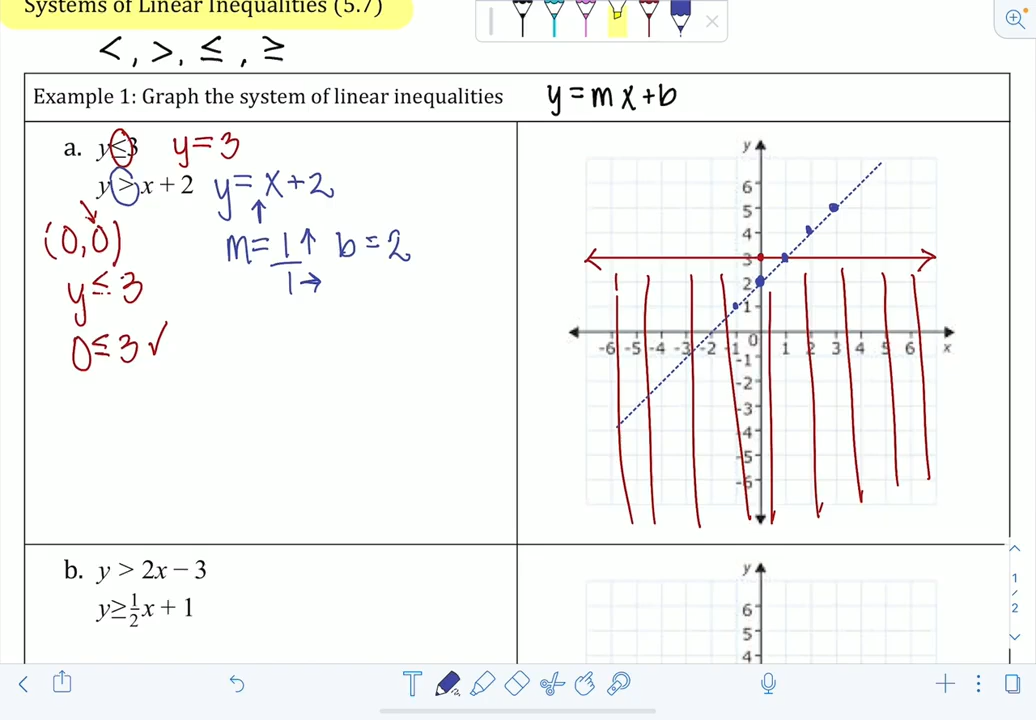 Systems of Linear Inequalities (5.7)
<, >, ≤, ≥
Example 1: Graph the system of linear inequalities y = mx + b
a. y ≤ 3 y = 3
y > x + 2 y = x + 2
(0,0) m = 1↑ b = 2
1→
y ≤ 3
0 ≤ 3 ✓
y
6
5
4
3
2
1
-6 -5 -4 -3 -2 -1 0 1 2 3 4 5 6 x
-1
-2
-3
-4
-5
-6
b. y > 2x − 3
y ≥ 1/2 x + 1
y
6
5
4
1
/
2
T